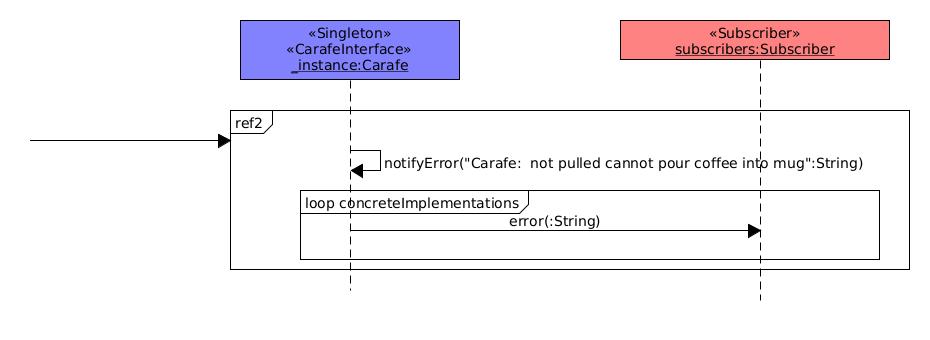 «Singleton»
«CarafeInterface»
_instance:Carafe
«Subscriber»
subscribers:Subscriber
ref2
notifyError("Carafe:  not pulled cannot pour coffee into mug":String)
loop concreteImplementations
error(:String)